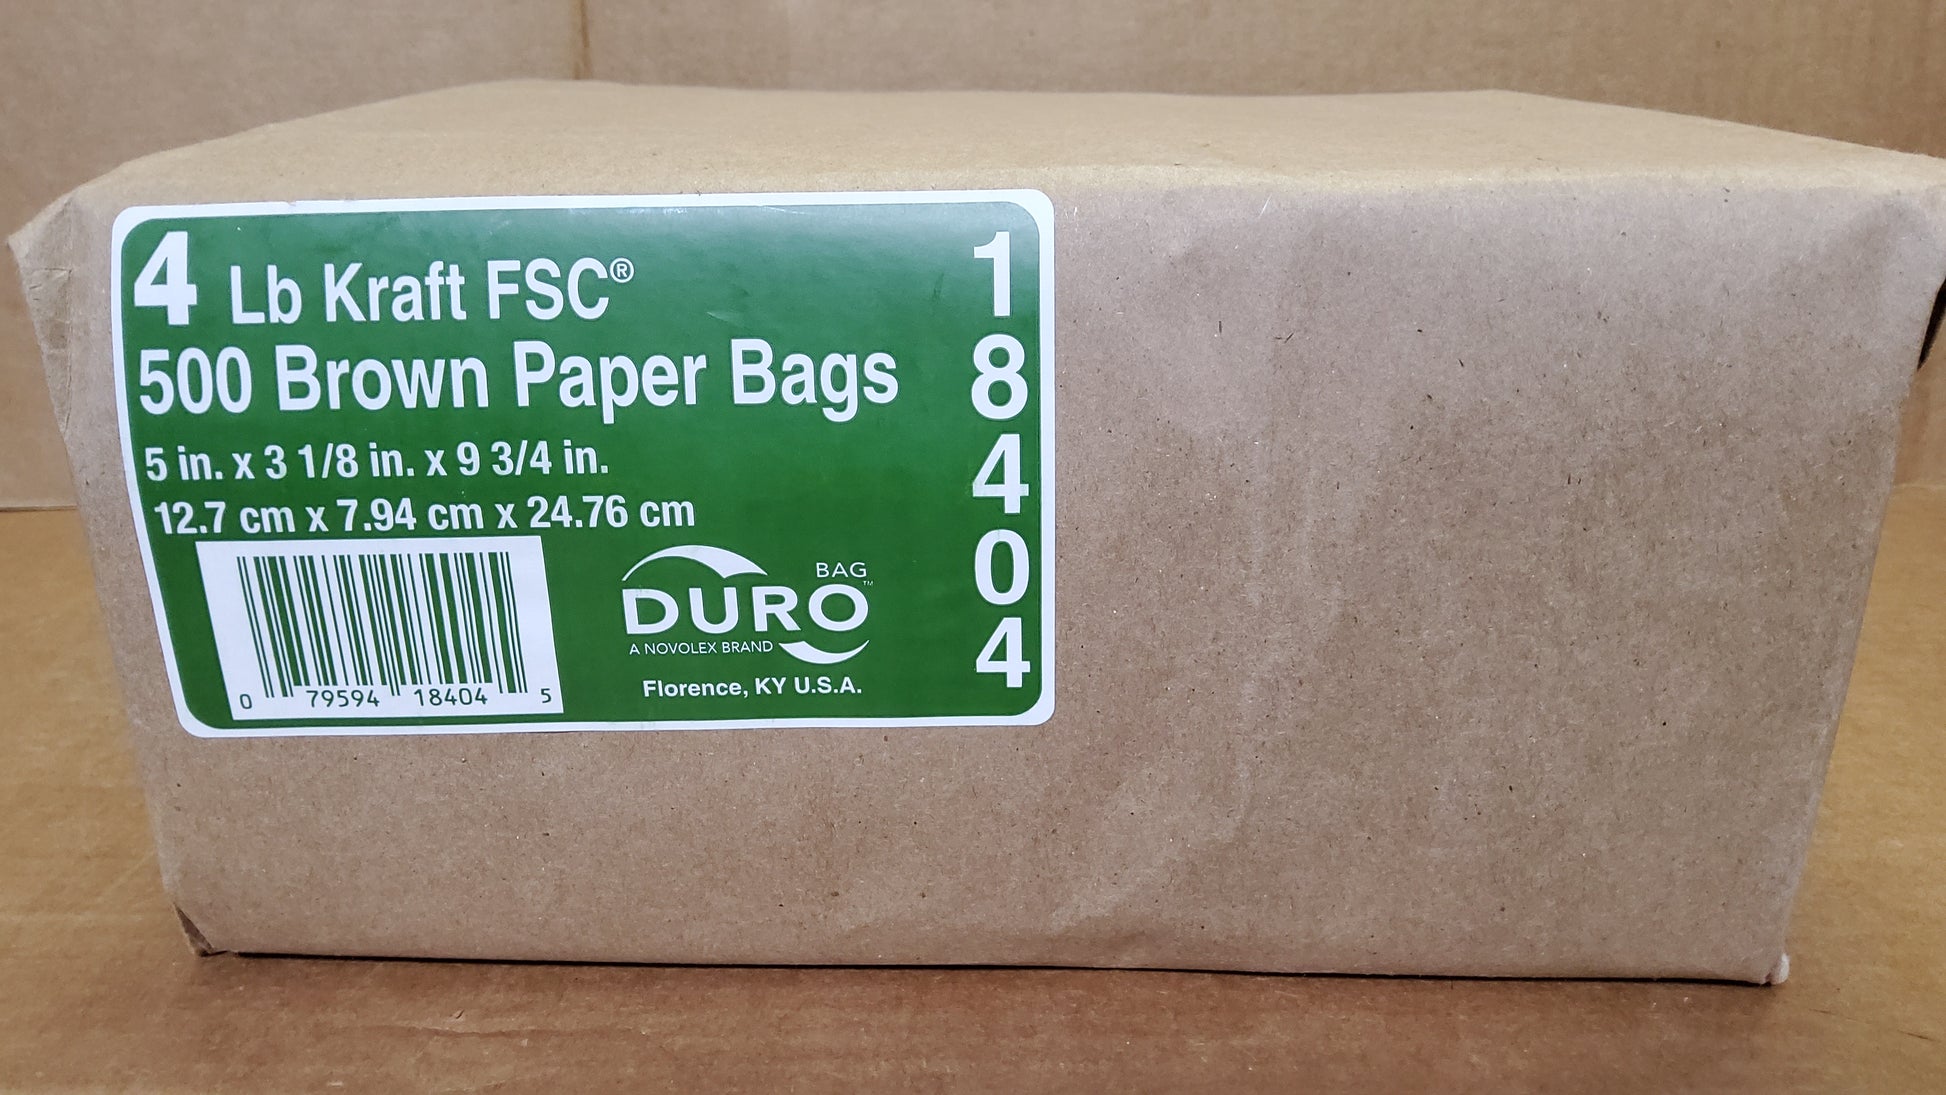 4 Lb Kraft FSC®
500 Brown Paper Bags
5 in. x 3 1/8 in. x 9 3/4 in.
12.7 cm x 7.94 cm x 24.76 cm
0 79594 18404 5
BAG
DURO™
A NOVOLEX BRAND
Florence, KY U.S.A.
1
8
4
0
4